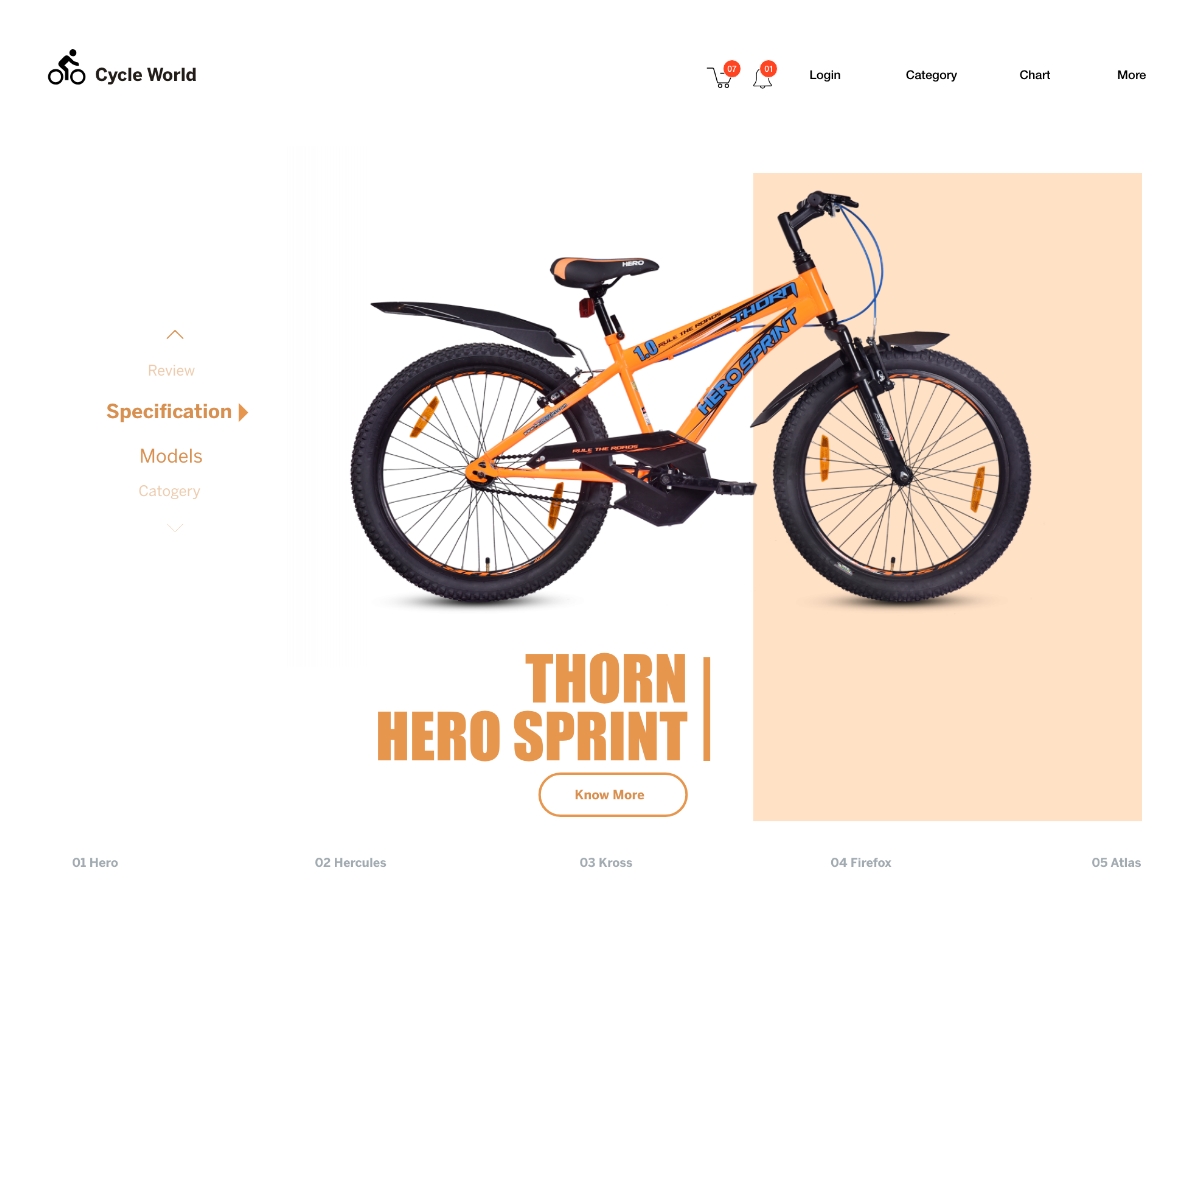 Cycle World
07
01
Login
Category
Chart
More
Review
Specification
Models
Catogery
HERO
THORN
1.0 RULE THE ROADS
HERO SPRINT
RULE THE ROADS
THORN
HERO SPRINT
Know More
01 Hero
02 Hercules
03 Kross
04 Firefox
05 Atlas